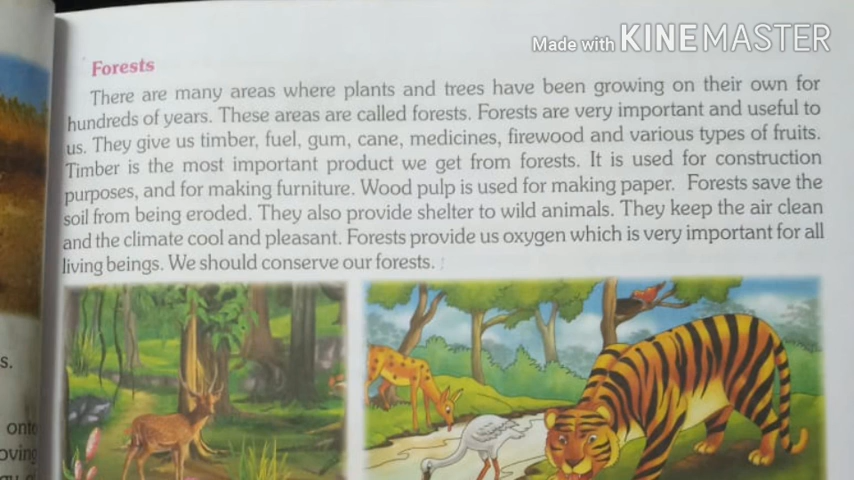 Made with KINEMASTER
Forests
There are many areas where plants and trees have been growing on their own for
hundreds of years. These areas are called forests. Forests are very important and useful to
us. They give us timber, fuel, gum, cane, medicines, firewood and various types of fruits.
Timber is the most important product we get from forests. It is used for construction
purposes, and for making furniture. Wood pulp is used for making paper. Forests save the
soil from being eroded. They also provide shelter to wild animals. They keep the air clean
and the climate cool and pleasant. Forests provide us oxygen which is very important for all
living beings. We should conserve our forests.
s.
onto
oving